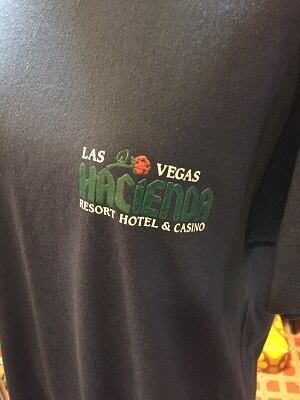 LAS VEGAS
HACIENDA
RESORT HOTEL & CASINO